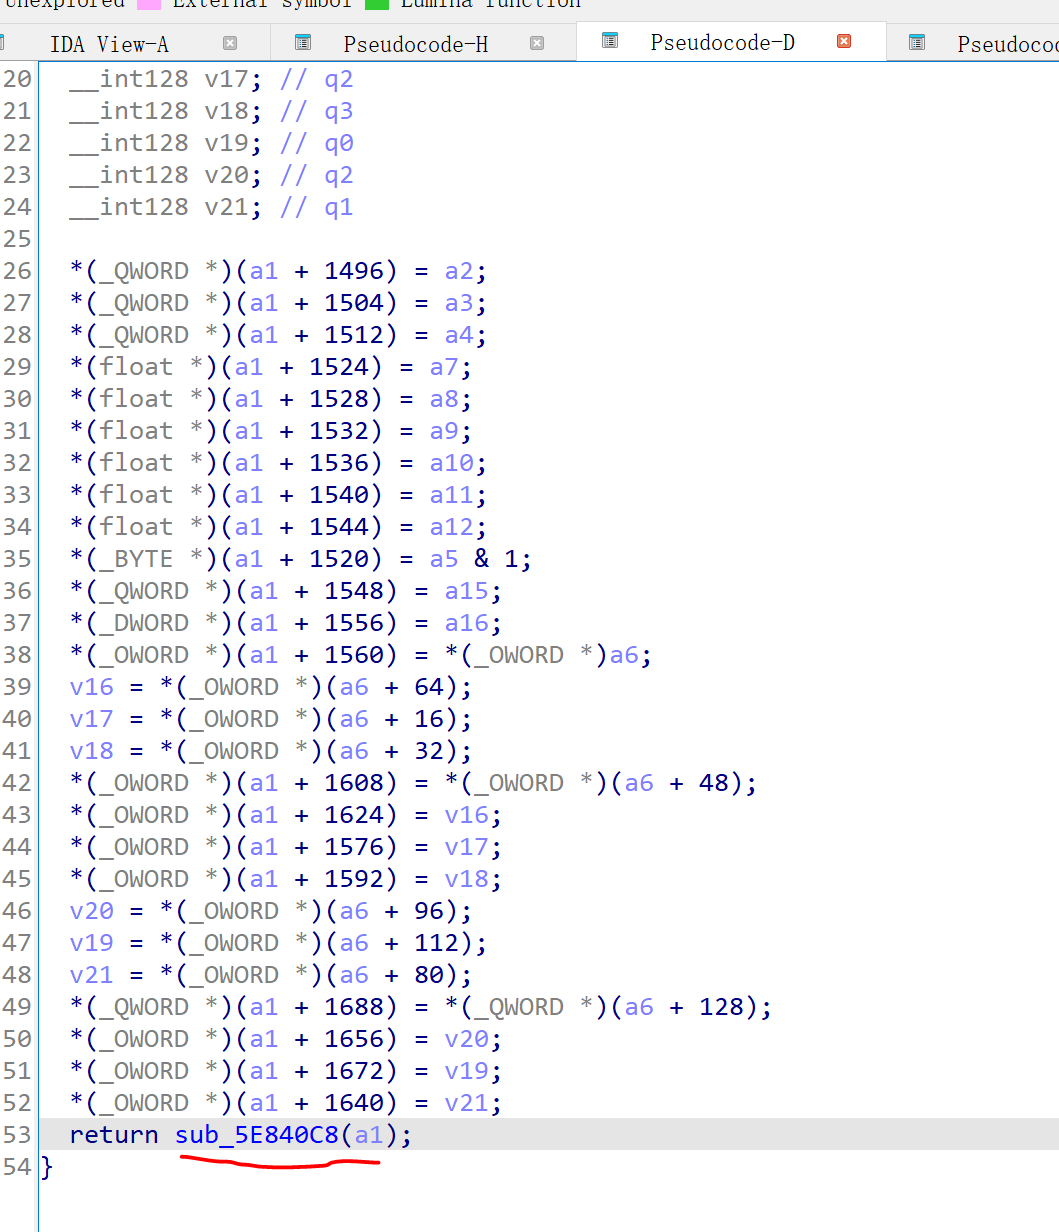 Unexplored External symbol Lumina function
IDA View-A Pseudocode-H Pseudocode-D
20 __int128 v17; // q2
21 __int128 v18; // q3
22 __int128 v19; // q0
23 __int128 v20; // q2
24 __int128 v21; // q1
25
26 *(_QWORD *)(a1 + 1496) = a2;
27 *(_QWORD *)(a1 + 1504) = a3;
28 *(_QWORD *)(a1 + 1512) = a4;
29 *(float *)(a1 + 1524) = a7;
30 *(float *)(a1 + 1528) = a8;
31 *(float *)(a1 + 1532) = a9;
32 *(float *)(a1 + 1536) = a10;
33 *(float *)(a1 + 1540) = a11;
34 *(float *)(a1 + 1544) = a12;
35 *(_BYTE *)(a1 + 1520) = a5 & 1;
36 *(_QWORD *)(a1 + 1548) = a15;
37 *(_DWORD *)(a1 + 1556) = a16;
38 *(_OWORD *)(a1 + 1560) = *(_OWORD *)a6;
39 v16 = *(_OWORD *)(a6 + 64);
40 v17 = *(_OWORD *)(a6 + 16);
41 v18 = *(_OWORD *)(a6 + 32);
42 *(_OWORD *)(a1 + 1608) = *(_OWORD *)(a6 + 48);
43 *(_OWORD *)(a1 + 1624) = v16;
44 *(_OWORD *)(a1 + 1576) = v17;
45 *(_OWORD *)(a1 + 1592) = v18;
46 v20 = *(_OWORD *)(a6 + 96);
47 v19 = *(_OWORD *)(a6 + 112);
48 v21 = *(_OWORD *)(a6 + 80);
49 *(_QWORD *)(a1 + 1688) = *(_QWORD *)(a6 + 128);
50 *(_OWORD *)(a1 + 1656) = v20;
51 *(_OWORD *)(a1 + 1672) = v19;
52 *(_OWORD *)(a1 + 1640) = v21;
53 return sub_5E840C8(a1);
54 }